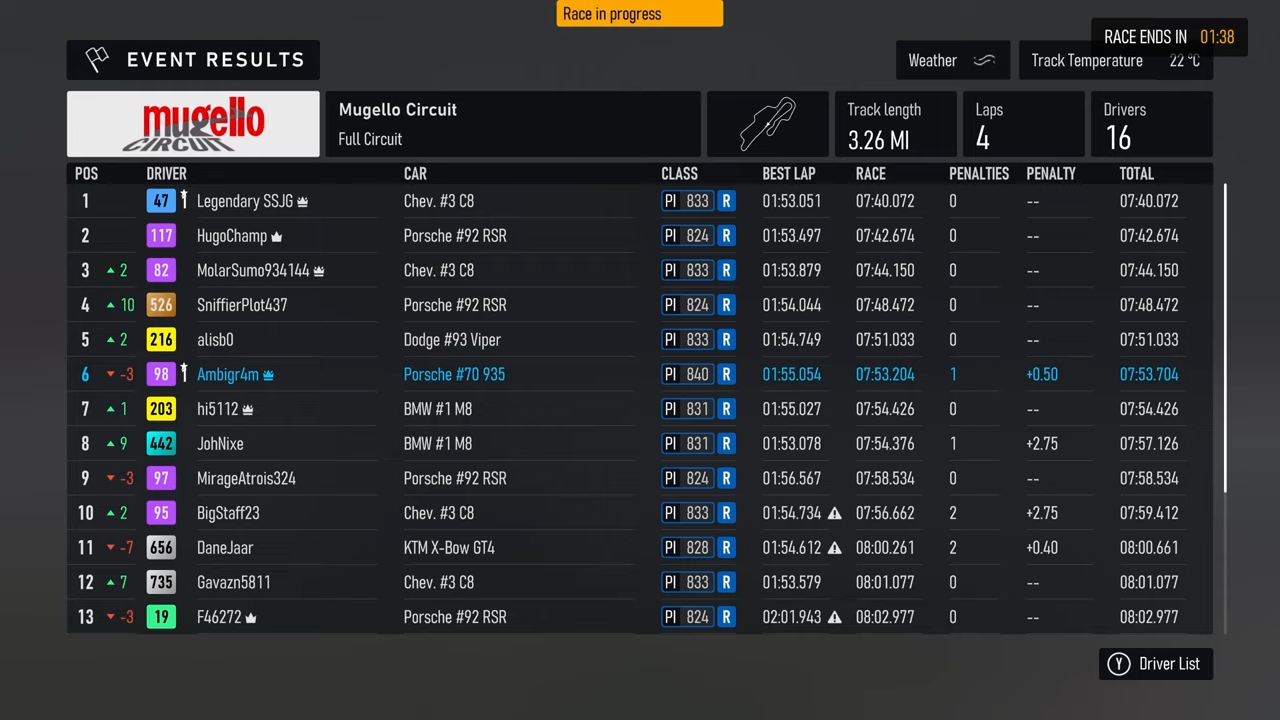 Race in progress
RACE ENDS IN 01:38
EVENT RESULTS
Weather
Track Temperature 22 °C
mugello
CIRCUIT
Mugello Circuit
Full Circuit
Track length
3.26 MI
Laps
4
Drivers
16
POS DRIVER CAR CLASS BEST LAP RACE PENALTIES PENALTY TOTAL
1 47 Legendary SSJG Chev. #3 C8 PI 833 R 01:53.051 07:40.072 0 -- 07:40.072
2 117 HugoChamp Porsche #92 RSR PI 824 R 01:53.497 07:42.674 0 -- 07:42.674
3 2 82 MolarSumo934144 Chev. #3 C8 PI 833 R 01:53.879 07:44.150 0 -- 07:44.150
4 10 526 SniffierPlot437 Porsche #92 RSR PI 824 R 01:54.044 07:48.472 0 -- 07:48.472
5 2 216 alisb0 Dodge #93 Viper PI 833 R 01:54.749 07:51.033 0 -- 07:51.033
6 -3 98 Ambigr4m Porsche #70 935 PI 840 R 01:55.054 07:53.204 1 +0.50 07:53.704
7 1 203 hi5112 BMW #1 M8 PI 831 R 01:55.027 07:54.426 0 -- 07:54.426
8 9 442 JohNixe BMW #1 M8 PI 831 R 01:53.078 07:54.376 1 +2.75 07:57.126
9 -3 97 MirageAtrois324 Porsche #92 RSR PI 824 R 01:56.567 07:58.534 0 -- 07:58.534
10 2 95 BigStaff23 Chev. #3 C8 PI 833 R 01:54.734 07:56.662 2 +2.75 07:59.412
11 -7 656 DaneJaar KTM X-Bow GT4 PI 828 R 01:54.612 08:00.261 2 +0.40 08:00.661
12 7 735 Gavazn5811 Chev. #3 C8 PI 833 R 01:53.579 08:01.077 0 -- 08:01.077
13 -3 19 F46272 Porsche #92 RSR PI 824 R 02:01.943 08:02.977 0 -- 08:02.977
Y Driver List